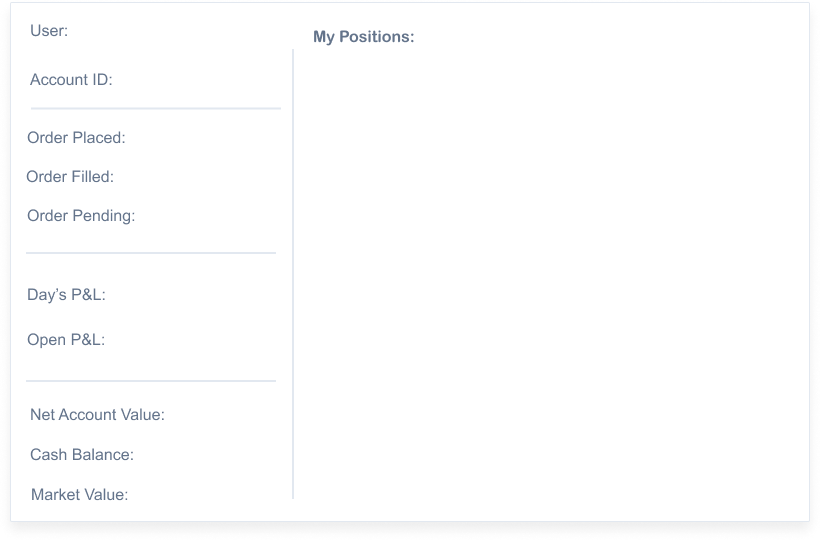 User:
Account ID:
Order Placed:
Order Filled:
Order Pending:
Day’s P&L:
Open P&L:
Net Account Value:
Cash Balance:
Market Value:
My Positions: